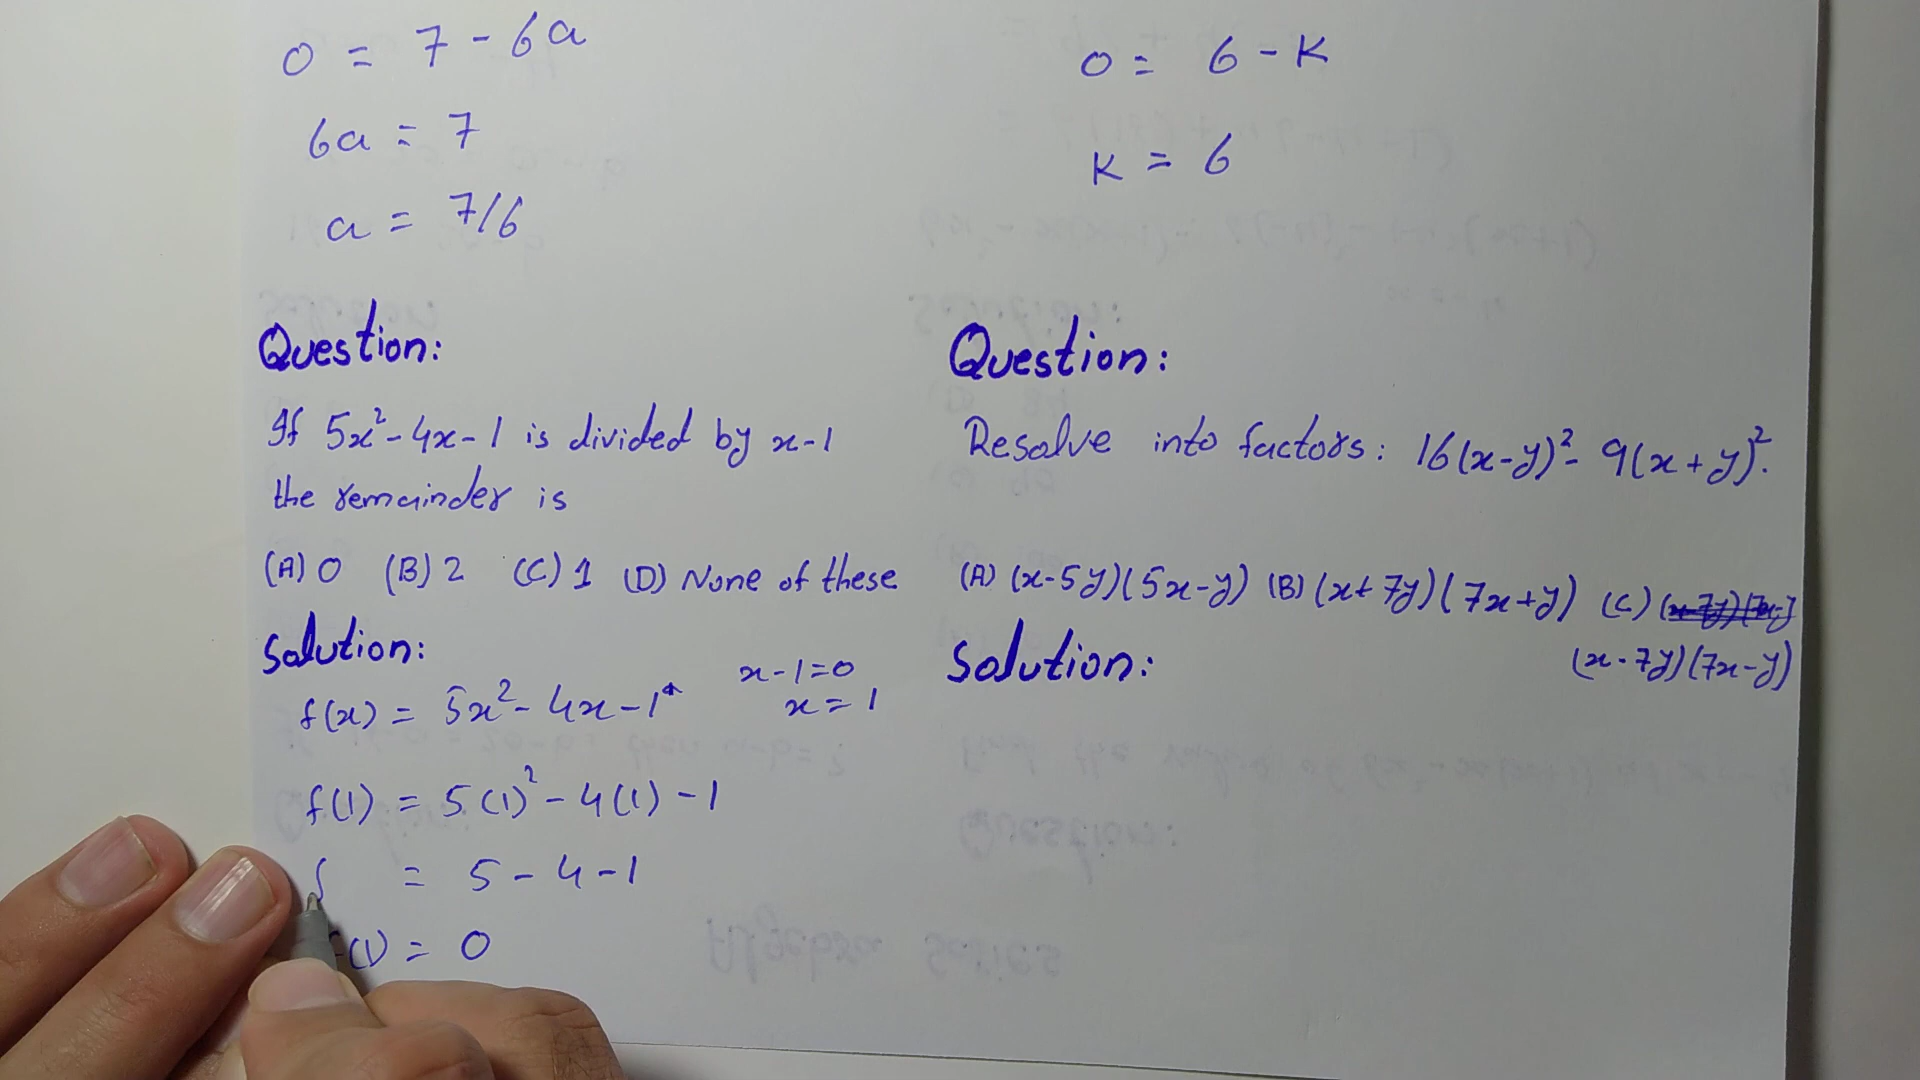 0 = 7 - 6a
6a = 7
a = 7/6
Question:
If 5x² - 4x - 1 is divided by x - 1
the remainder is
(A) 0 (B) 2 (C) 1 (D) None of these
Solution:
f(x) = 5x² - 4x - 1
x - 1 = 0
x = 1
f(1) = 5(1)² - 4(1) - 1
= 5 - 4 - 1
(1) = 0
0 = 6 - K
K = 6
Question:
Resolve into factors: 16(x-y)² - 9(x+y)².
(A) (x-5y)(5x-y) (B) (x+7y)(7x+y) (C)
(x-7y)(7x-y)
Solution: